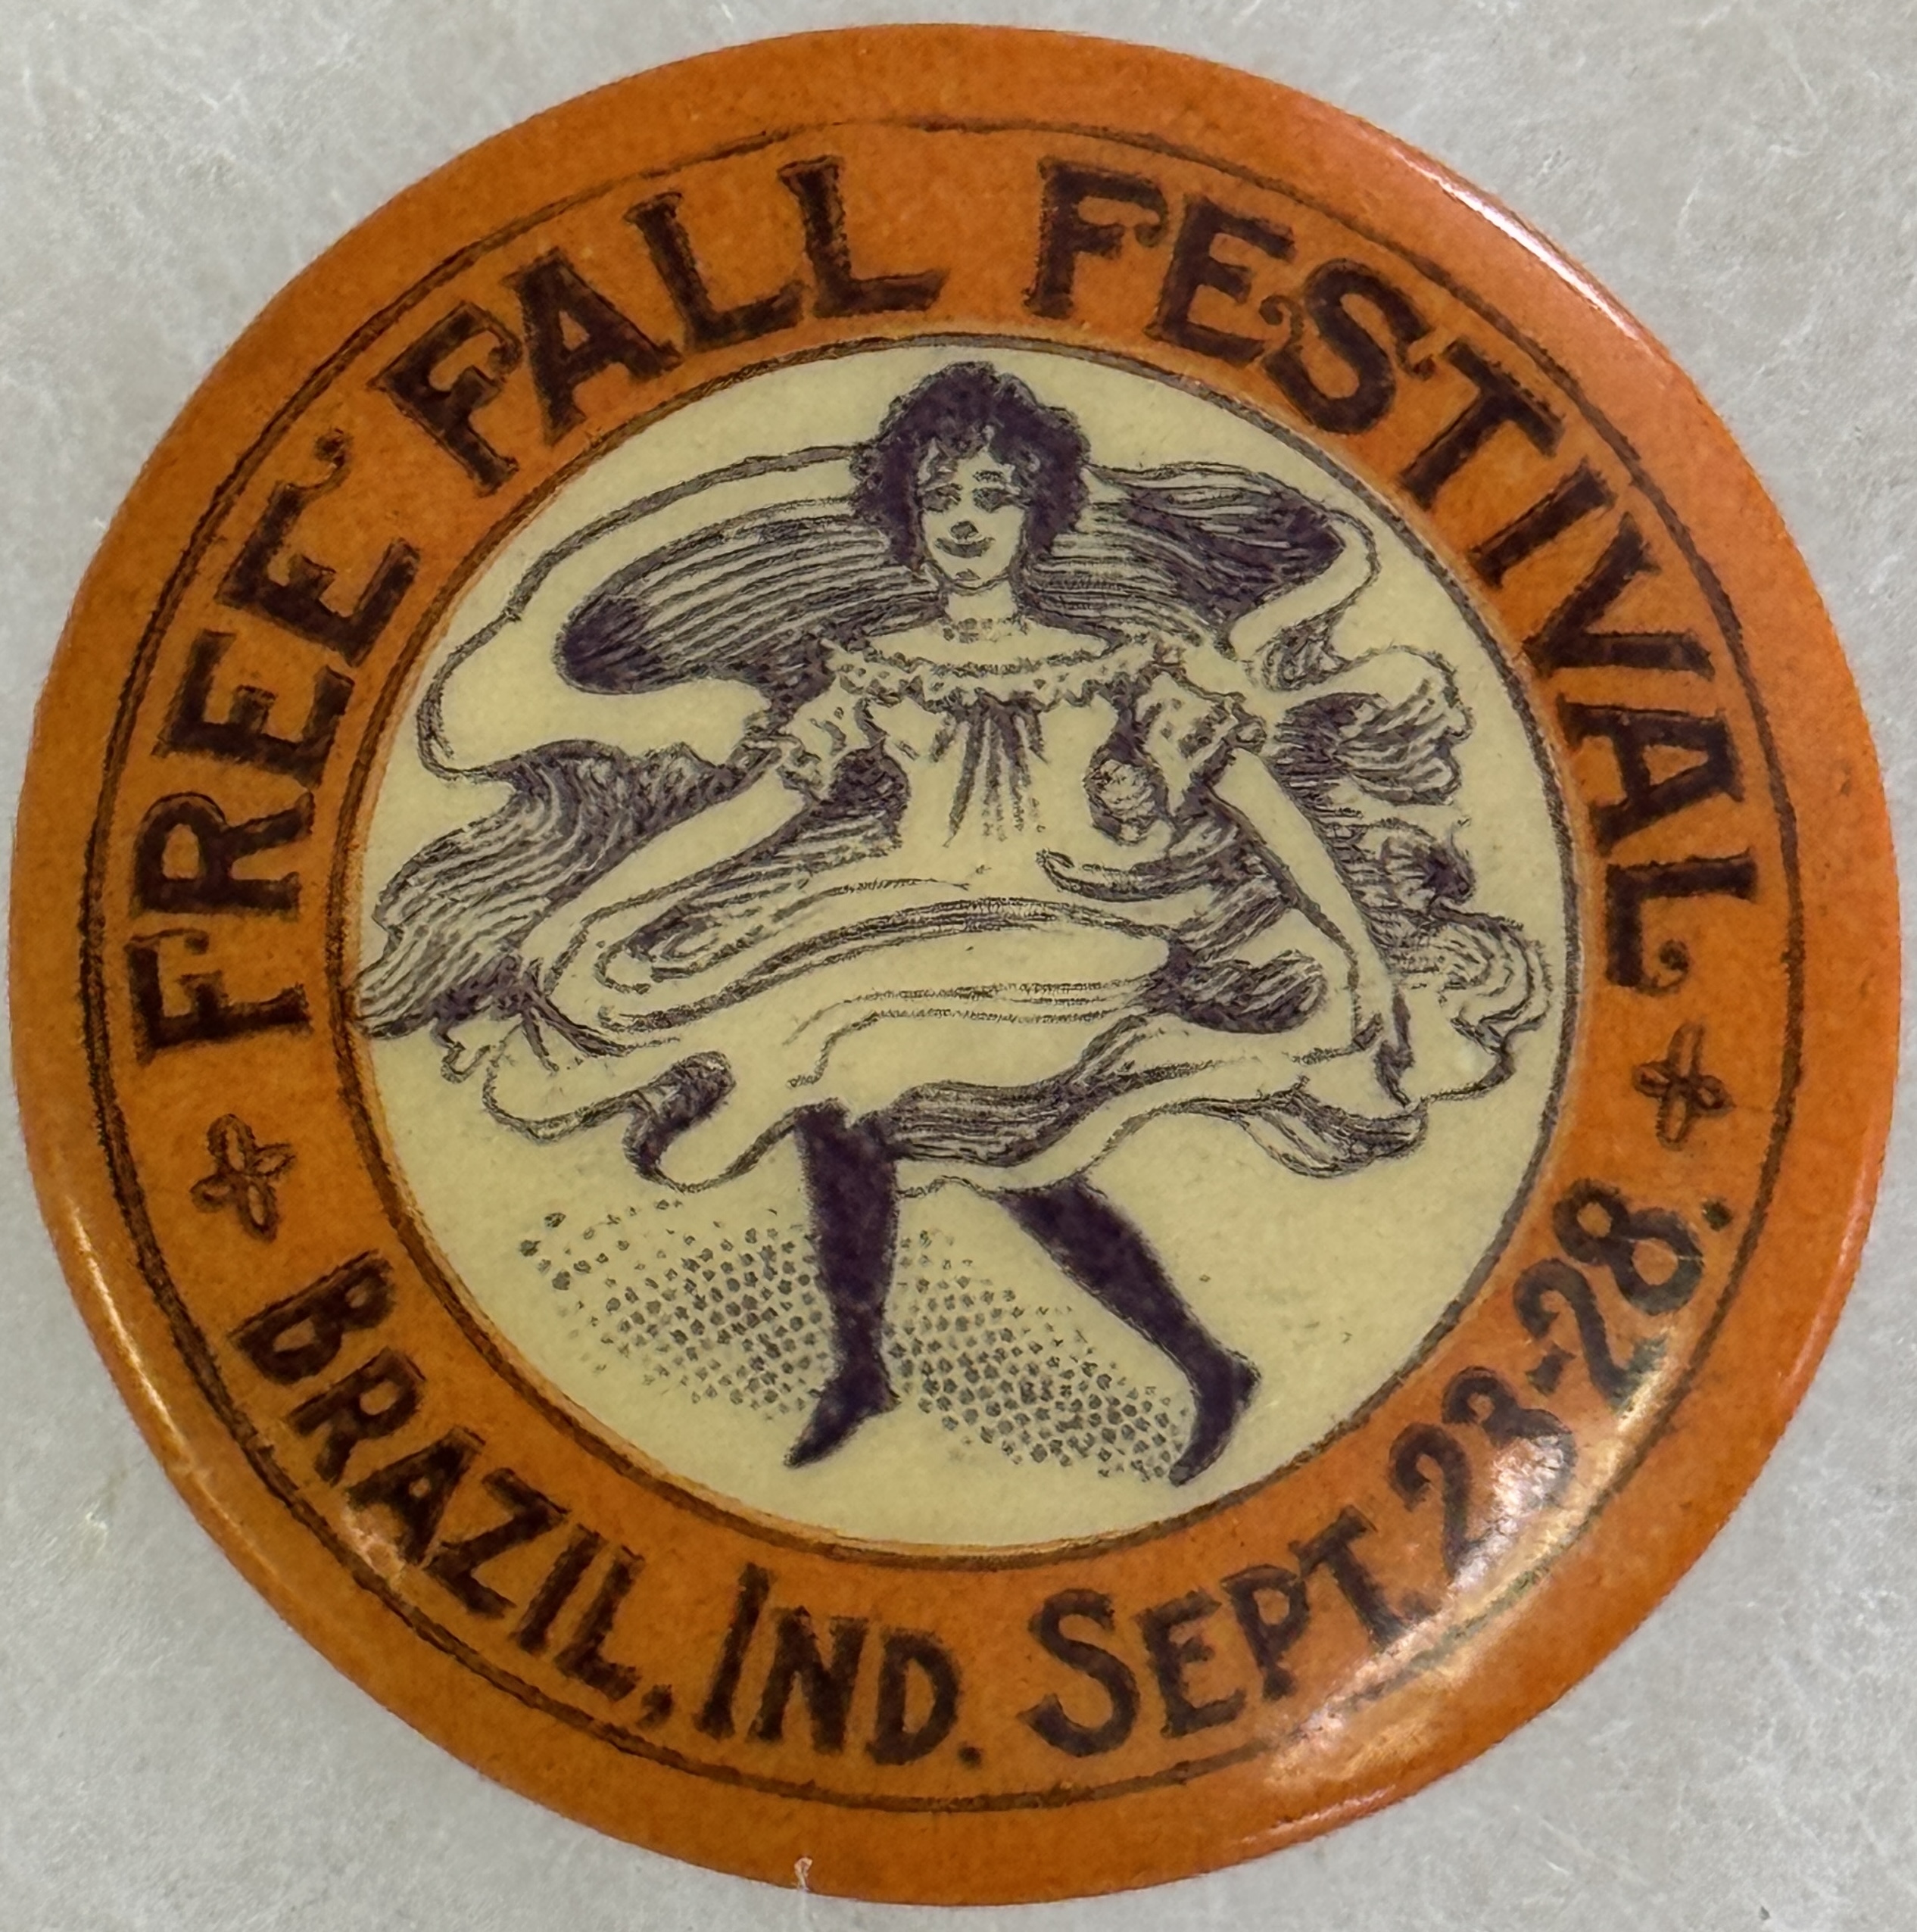 FREE FALL FESTIVAL
BRAZIL, IND. SEPT. 23-28.